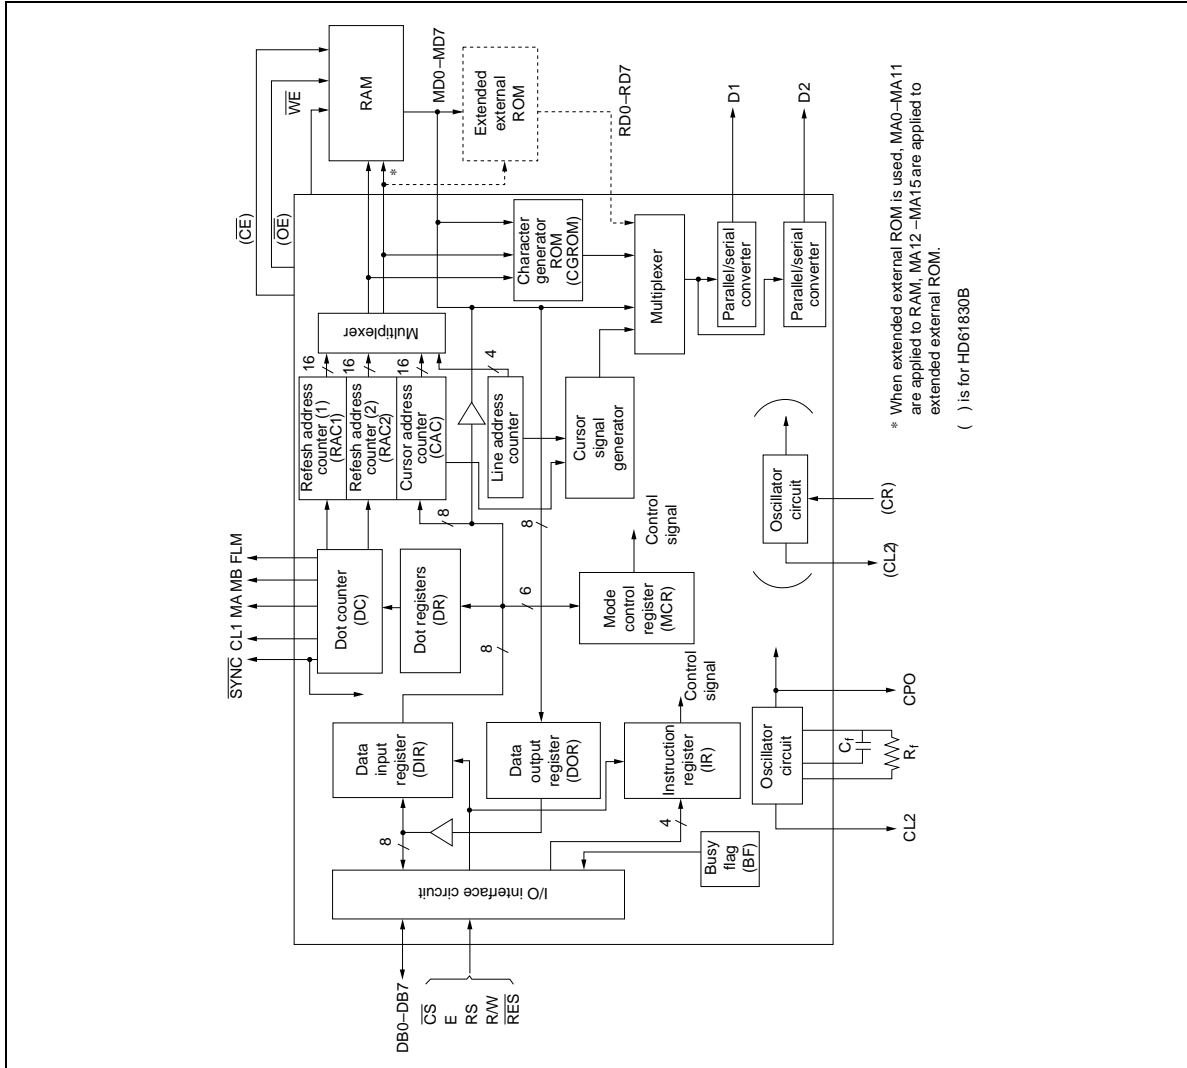 (CE)
(OE)
WE
RAM
MD0–MD7
Extended
external
ROM
RD0–RD7
D1
D2
*
Multiplexer
Character
generator
ROM
(CGROM)
Multiplexer
Parallel/serial
converter
Parallel/serial
converter
16
16
16
4
Refesh address
counter (1)
(RAC1)
Refesh address
counter (2)
(RAC2)
Cursor address
counter
(CAC)
Line address
counter
Cursor
signal
generator
8
8
SYNC CL1 MA MB FLM
Dot counter
(DC)
Dot registers
(DR)
6
8
Mode
control
register
(MCR)
Control
signal
Oscillator
circuit
(CR)
(CL2)
Data
input
register
(DIR)
Data
output
register
(DOR)
Instruction
register
(IR)
Control
signal
Oscillator
circuit
Cf
Rf
CPO
CL2
8
4
I/O interface circuit
Busy
flag
(BF)
DB0–DB7
CS
E
RS
R/W
RES
* When extended external ROM is used, MA0–MA11
are applied to RAM, MA12 –MA15 are applied to
extended external ROM.
( ) is for HD61830B